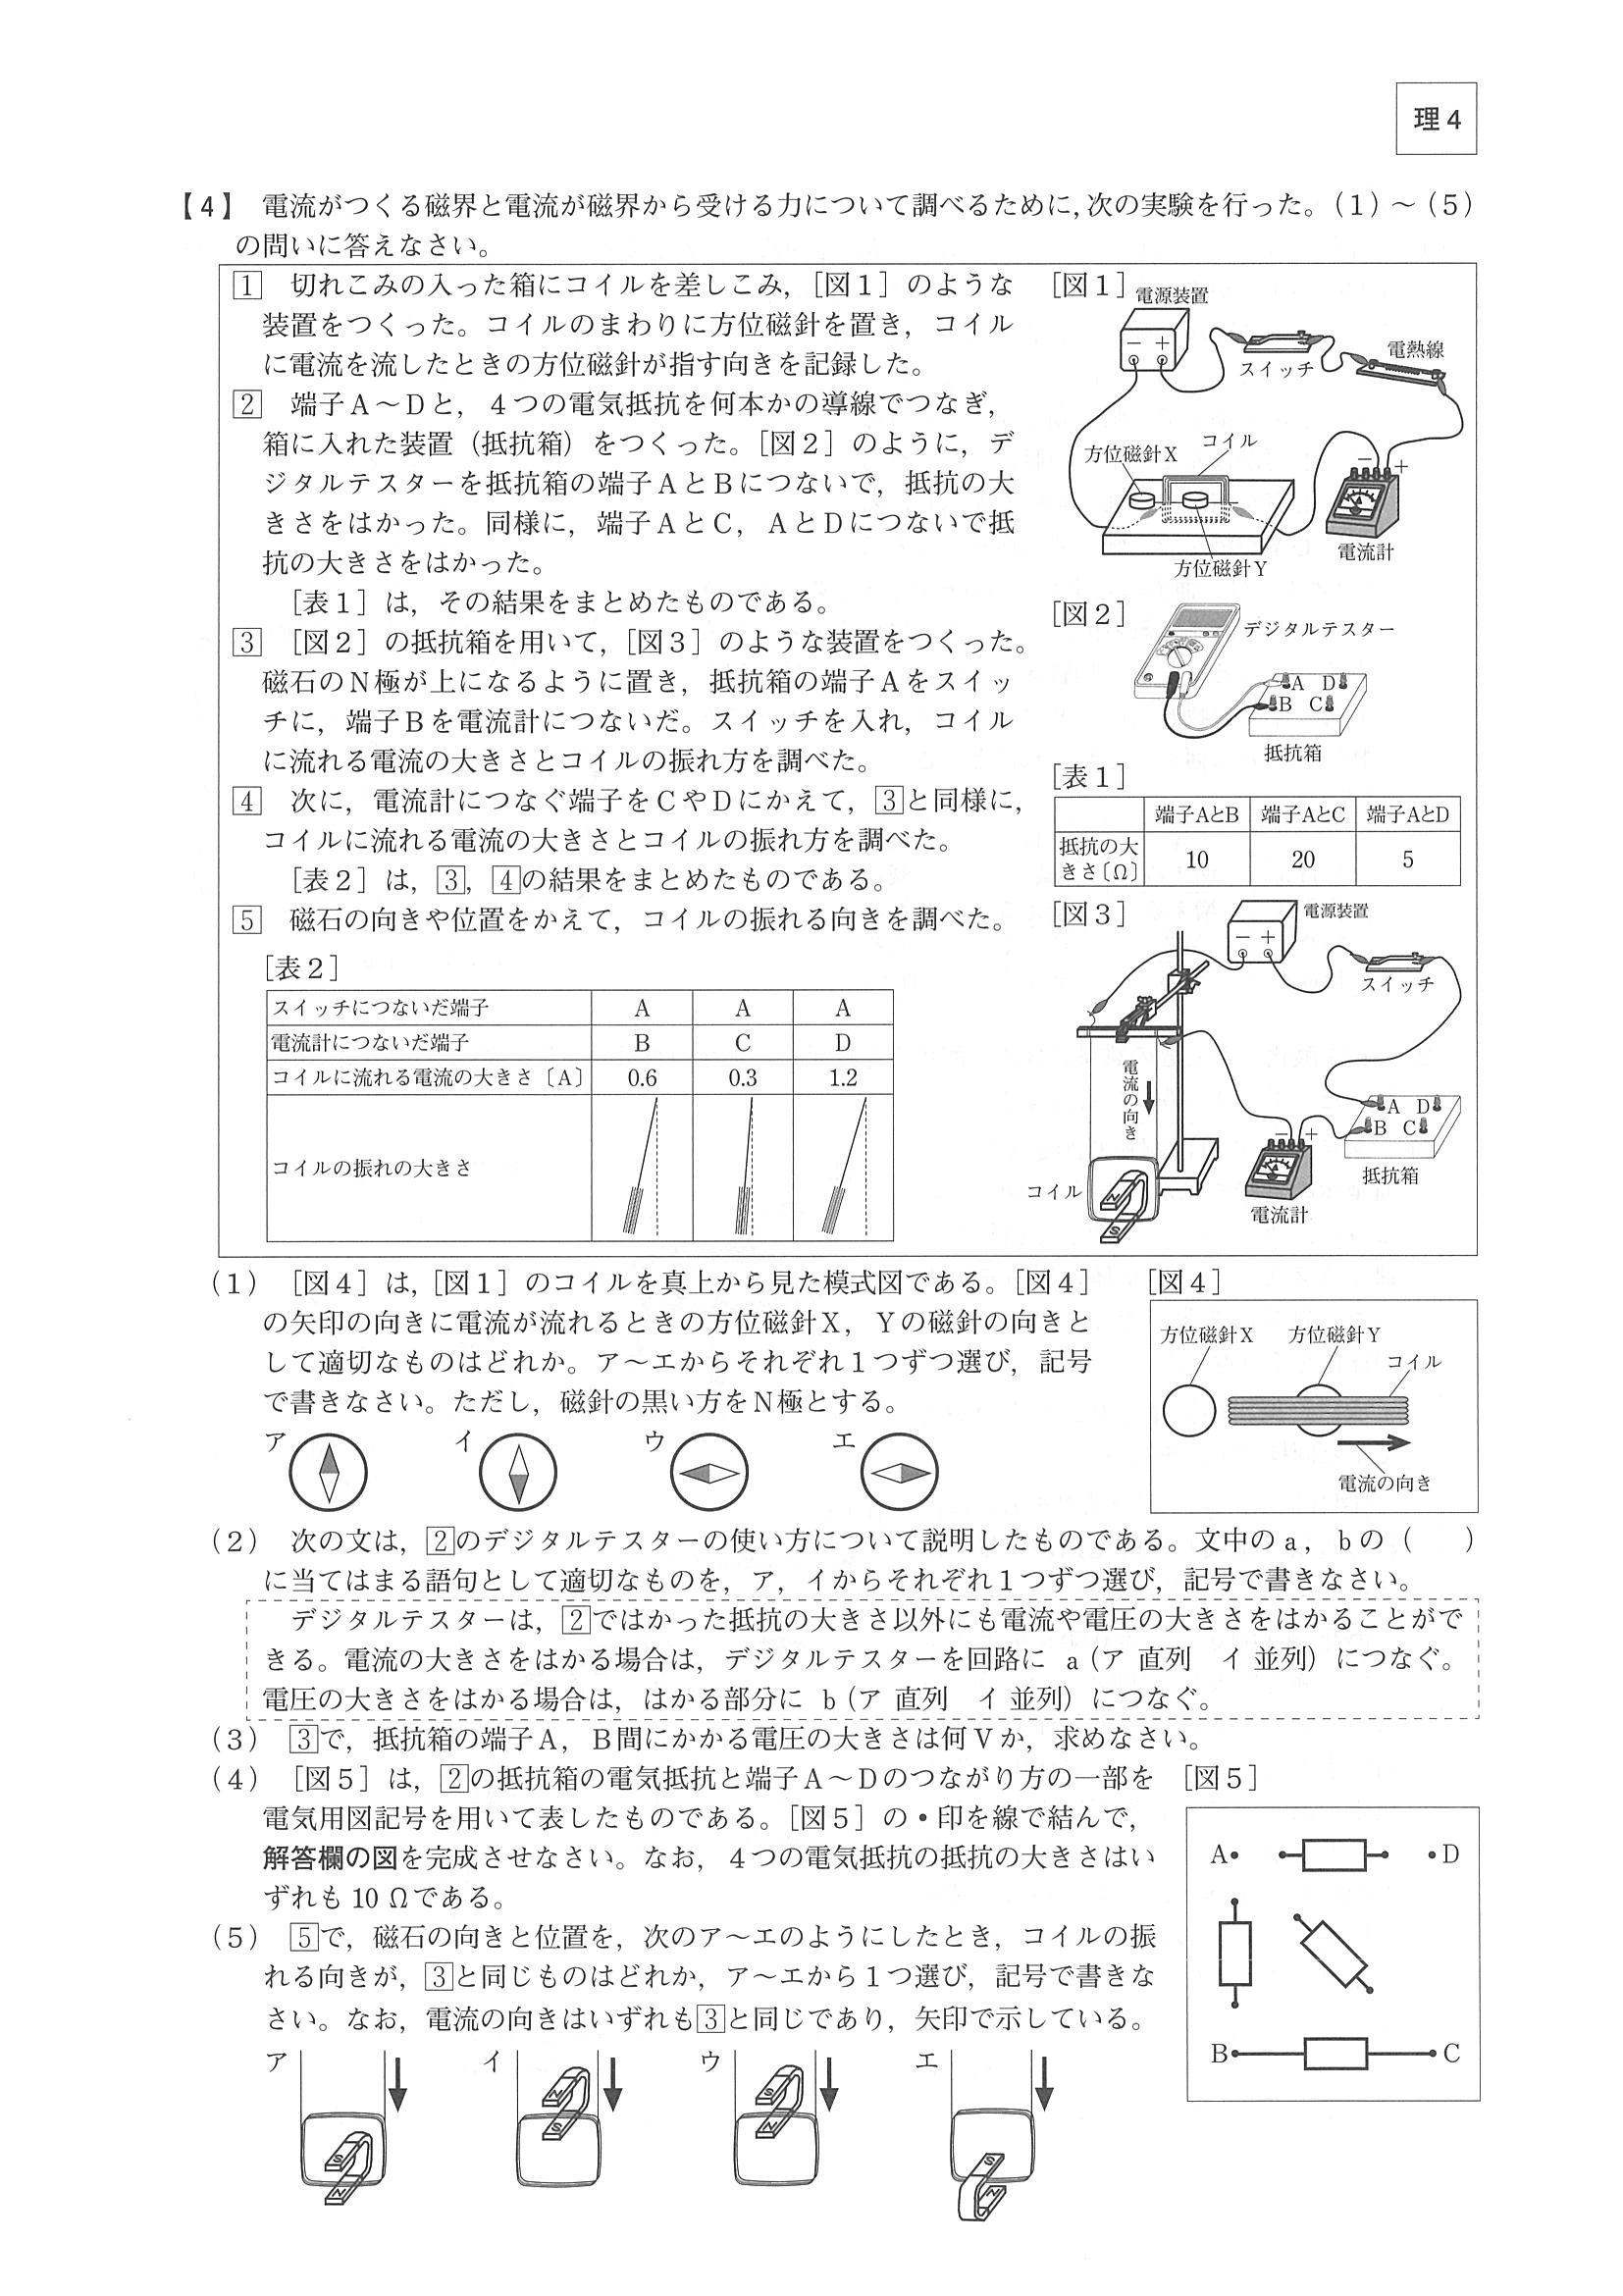 理4
【4】 電流がつくる磁界と電流が磁界から受ける力について調べるために,次の実験を行った。(1)～(5)
の問いに答えなさい。
1 切れこみの入った箱にコイルを差しこみ,[図1]のような
装置をつくった。コイルのまわりに方位磁針を置き,コイル
に電流を流したときの方位磁針が指す向きを記録した。
2 端子A～Dと,4つの電気抵抗を何本かの導線でつなぎ,
箱に入れた装置(抵抗箱)をつくった。[図2]のように,デ
ジタルテスターを抵抗箱の端子AとBにつないで,抵抗の大
きさをはかった。同様に,端子AとC,AとDにつないで抵
抗の大きさをはかった。
[表1]は,その結果をまとめたものである。
3 [図2]の抵抗箱を用いて,[図3]のような装置をつくった。
磁石のN極が上になるように置き,抵抗箱の端子Aをスイッ
チに,端子Bを電流計につないだ。スイッチを入れ,コイル
に流れる電流の大きさとコイルの振れ方を調べた。
4 次に,電流計につなぐ端子をCやDにかえて,3と同様に,
コイルに流れる電流の大きさとコイルの振れ方を調べた。
[表2]は,3,4の結果をまとめたものである。
5 磁石の向きや位置をかえて,コイルの振れる向きを調べた。
[表2]
スイッチにつないだ端子 A A A
電流計につないだ端子 B C D
コイルに流れる電流の大きさ〔A〕 0.6 0.3 1.2
コイルの振れの大きさ
[図1]
電源装置
− +
スイッチ
電熱線
方位磁針X
コイル
− +
電流計
方位磁針Y
[図2]
デジタルテスター
A D
B C
抵抗箱
[表1]
端子AとB 端子AとC 端子AとD
抵抗の大
きさ〔Ω〕 10 20 5
[図3]
電源装置
− +
スイッチ
電流の向き
A D
B C
− +
抵抗箱
コイル
N
S
電流計
(1) [図4]は,[図1]のコイルを真上から見た模式図である。[図4]
の矢印の向きに電流が流れるときの方位磁針X,Yの磁針の向きと
して適切なものはどれか。ア～エからそれぞれ1つずつ選び,記号
で書きなさい。ただし,磁針の黒い方をN極とする。
ア イ ウ エ
[図4]
方位磁針X 方位磁針Y
コイル
電流の向き
(2) 次の文は,2のデジタルテスターの使い方について説明したものである。文中のa,bの( )
に当てはまる語句として適切なものを,ア,イからそれぞれ1つずつ選び,記号で書きなさい。
デジタルテスターは,2ではかった抵抗の大きさ以外にも電流や電圧の大きさをはかることがで
きる。電流の大きさをはかる場合は,デジタルテスターを回路に a(ア 直列 イ 並列)につなぐ。
電圧の大きさをはかる場合は,はかる部分に b(ア 直列 イ 並列)につなぐ。
(3) 3で,抵抗箱の端子A,B間にかかる電圧の大きさは何Vか,求めなさい。
(4) [図5]は,2の抵抗箱の電気抵抗と端子A～Dのつながり方の一部を
電気用図記号を用いて表したものである。[図5]の・印を線で結んで,
解答欄の図を完成させなさい。なお,4つの電気抵抗の抵抗の大きさはい
ずれも10Ωである。
[図5]
A D
B C
(5) 5で,磁石の向きと位置を,次のア～エのようにしたとき,コイルの振
れる向きが,3と同じものはどれか,ア～エから1つ選び,記号で書きな
さい。なお,電流の向きはいずれも3と同じであり,矢印で示している。
ア イ ウ エ
S N S S
N S N N